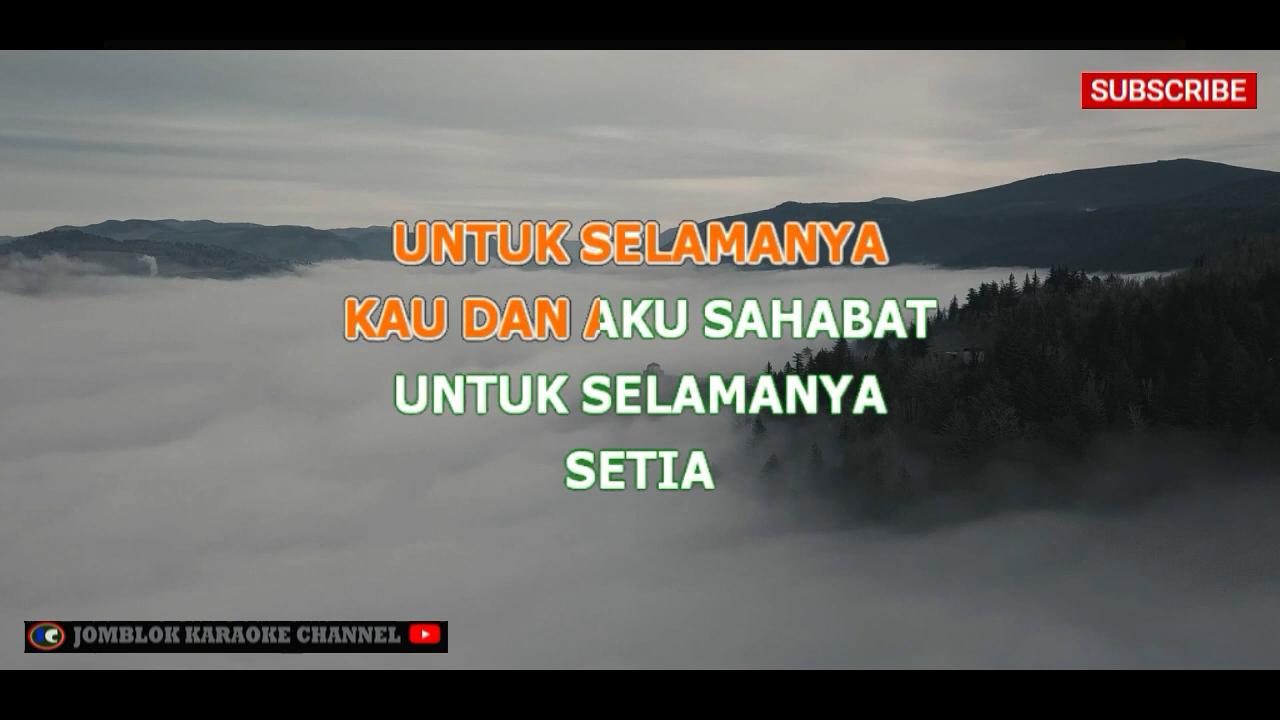 SUBSCRIBE
UNTUK SELAMANYA
KAU DAN AKU SAHABAT
UNTUK SELAMANYA
SETIA
JOMBLOK KARAOKE CHANNEL